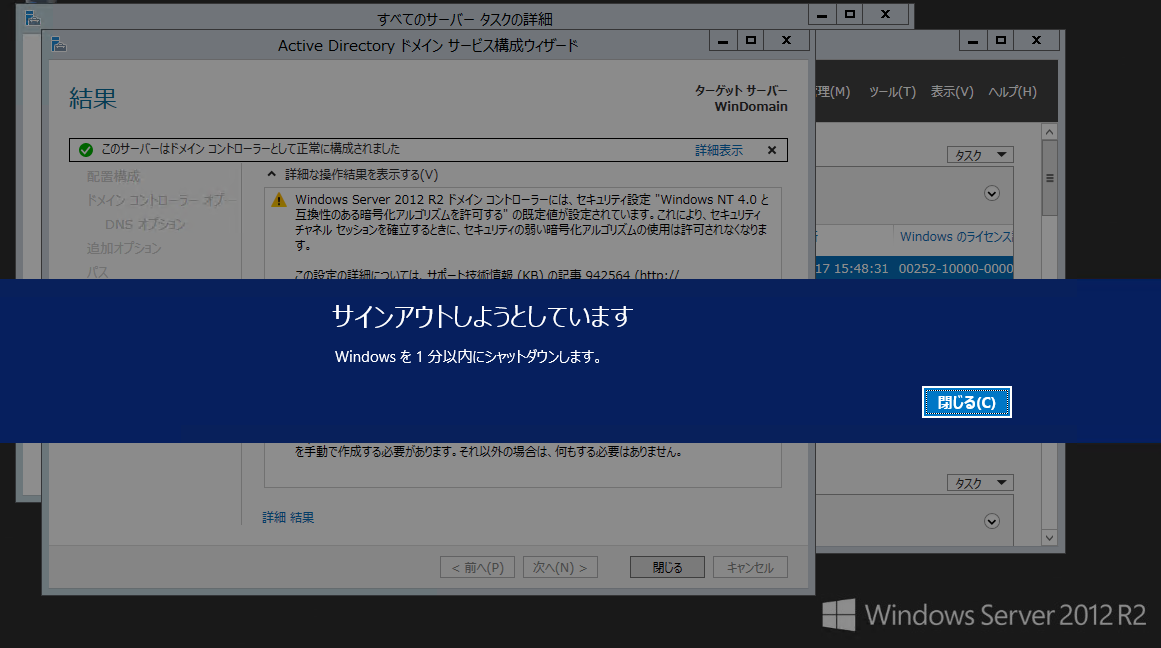 すべてのサーバー タスクの詳細
Active Directory ドメイン サービス構成ウィザード
管理(M) ツール(T) 表示(V) ヘルプ(H)
結果
ターゲット サーバー
WinDomain
このサーバーはドメイン コントローラーとして正常に構成されました
詳細表示
配置構成
ドメイン コントローラー オプ...
DNS オプション
追加オプション
パス
詳細な操作結果を表示する(V)
Windows Server 2012 R2 ドメイン コントローラーには、セキュリティ設定 "Windows NT 4.0 と
互換性のある暗号化アルゴリズムを許可する" の既定値が設定されています。これにより、セキュリティ
チャネル セッションを確立するときに、セキュリティの弱い暗号化アルゴリズムの使用は許可されなくなりま
す。
この設定の詳細については、サポート技術情報 (KB) の記事 942564 (http://
タスク
Windows のライセンス
17 15:48:31 00252-10000-0000
サインアウトしようとしています
Windows を 1 分以内にシャットダウンします。
閉じる(C)
を手動で作成する必要があります。それ以外の場合は、何もする必要はありません。
詳細 結果
タスク
< 前へ(P)
次へ(N) >
閉じる
キャンセル
Windows Server 2012 R2